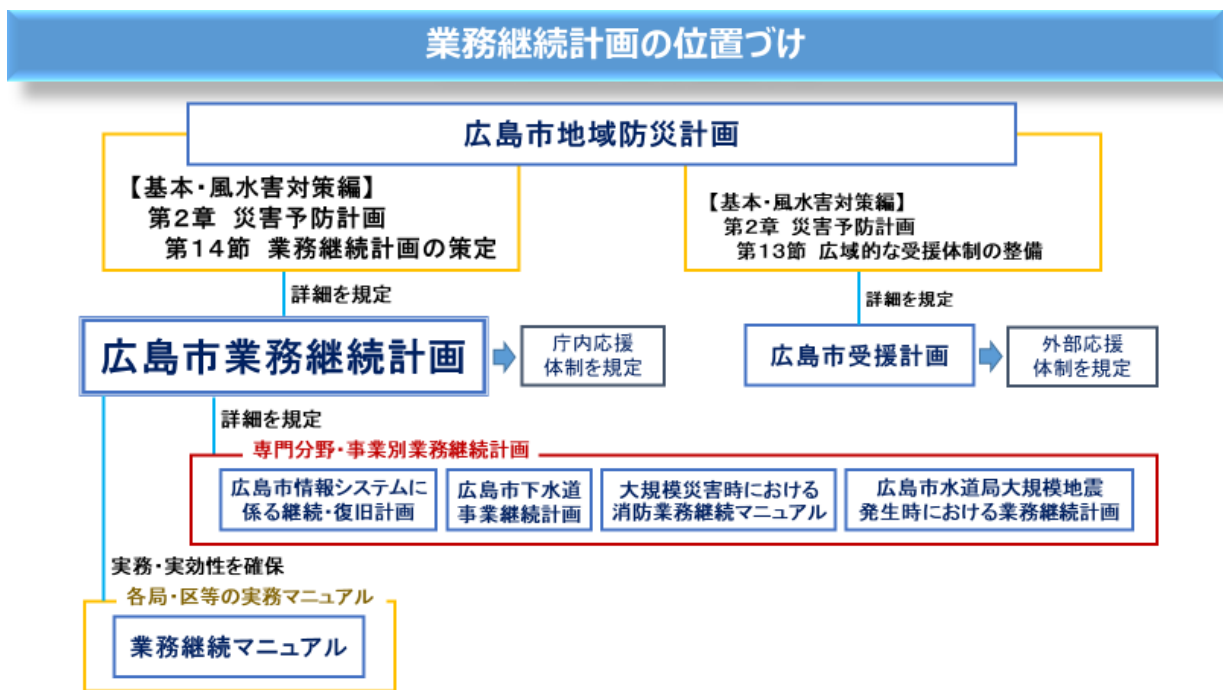 業務継続計画の位置づけ
広島市地域防災計画
【基本・風水害対策編】
第2章 災害予防計画
第14節 業務継続計画の策定
【基本・風水害対策編】
第2章 災害予防計画
第13節 広域的な受援体制の整備
詳細を規定
詳細を規定
広島市業務継続計画
庁内応援
体制を規定
広島市受援計画
外部応援
体制を規定
詳細を規定
専門分野・事業別業務継続計画
広島市情報システムに
係る継続・復旧計画
広島市下水道
事業継続計画
大規模災害時における
消防業務継続マニュアル
広島市水道局大規模地震
発生時における業務継続計画
実務・実効性を確保
各局・区等の実務マニュアル
業務継続マニュアル